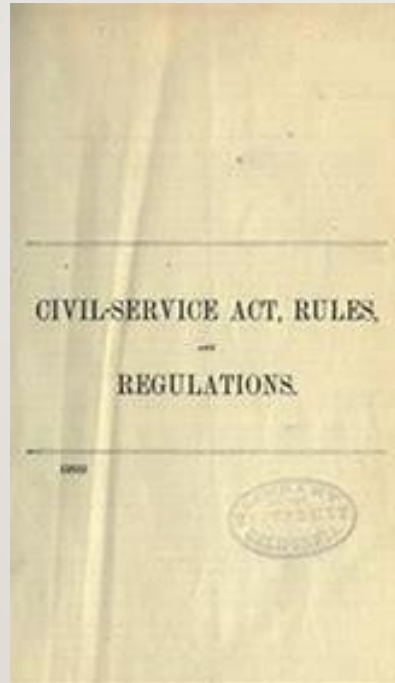 CIVIL-SERVICE ACT, RULES,
AND
REGULATIONS.